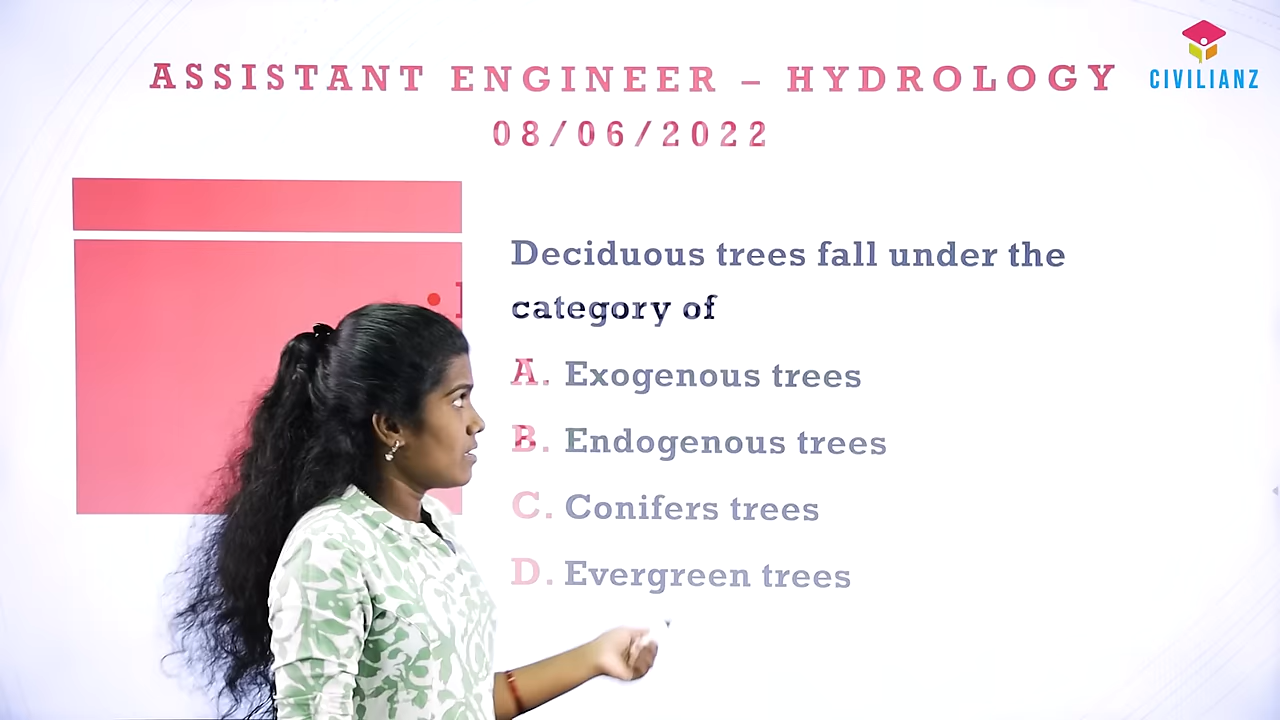 ASSISTANT ENGINEER – HYDROLOGY
CIVILIANZ
08/06/2022
Deciduous trees fall under the
category of
A. Exogenous trees
B. Endogenous trees
C. Conifers trees
D. Evergreen trees